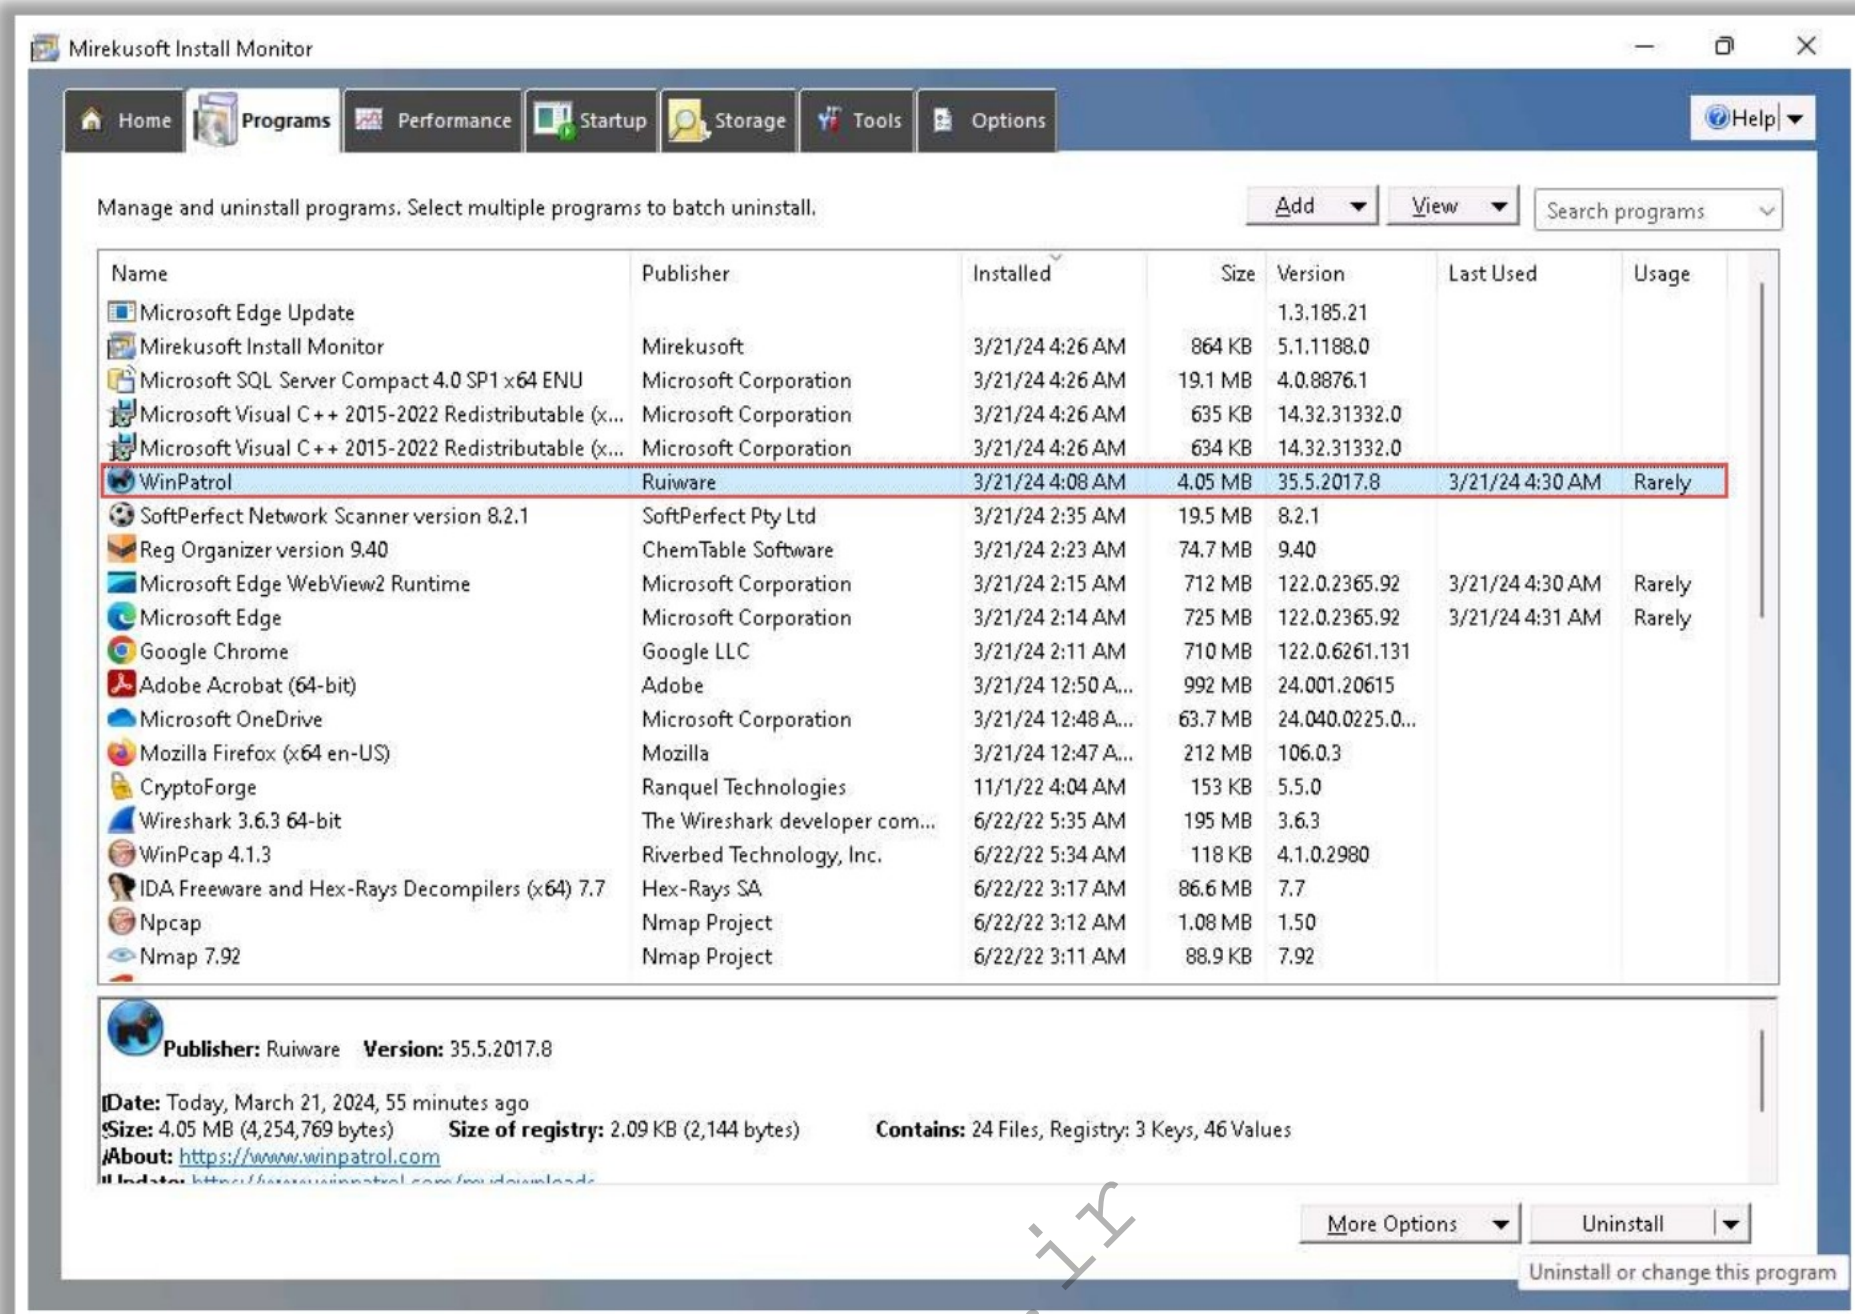 Mirekusoft Install Monitor
Home Programs Performance Startup Storage Tools Options Help
Manage and uninstall programs. Select multiple programs to batch uninstall. Add View Search programs
Name Publisher Installed Size Version Last Used Usage
Microsoft Edge Update 1.3.185.21
Mirekusoft Install Monitor Mirekusoft 3/21/24 4:26 AM 864 KB 5.1.1188.0
Microsoft SQL Server Compact 4.0 SP1 x64 ENU Microsoft Corporation 3/21/24 4:26 AM 19.1 MB 4.0.8876.1
Microsoft Visual C++ 2015-2022 Redistributable (x... Microsoft Corporation 3/21/24 4:26 AM 635 KB 14.32.31332.0
Microsoft Visual C++ 2015-2022 Redistributable (x... Microsoft Corporation 3/21/24 4:26 AM 634 KB 14.32.31332.0
WinPatrol Ruiware 3/21/24 4:08 AM 4.05 MB 35.5.2017.8 3/21/24 4:30 AM Rarely
SoftPerfect Network Scanner version 8.2.1 SoftPerfect Pty Ltd 3/21/24 2:35 AM 19.5 MB 8.2.1
Reg Organizer version 9.40 ChemTable Software 3/21/24 2:23 AM 74.7 MB 9.40
Microsoft Edge WebView2 Runtime Microsoft Corporation 3/21/24 2:15 AM 712 MB 122.0.2365.92 3/21/24 4:30 AM Rarely
Microsoft Edge Microsoft Corporation 3/21/24 2:14 AM 725 MB 122.0.2365.92 3/21/24 4:31 AM Rarely
Google Chrome Google LLC 3/21/24 2:11 AM 710 MB 122.0.6261.131
Adobe Acrobat (64-bit) Adobe 3/21/24 12:50 A... 992 MB 24.001.20615
Microsoft OneDrive Microsoft Corporation 3/21/24 12:48 A... 63.7 MB 24.040.0225.0...
Mozilla Firefox (x64 en-US) Mozilla 3/21/24 12:47 A... 212 MB 106.0.3
CryptoForge Ranquel Technologies 11/1/22 4:04 AM 153 KB 5.5.0
Wireshark 3.6.3 64-bit The Wireshark developer com... 6/22/22 5:35 AM 195 MB 3.6.3
WinPcap 4.1.3 Riverbed Technology, Inc. 6/22/22 5:34 AM 118 KB 4.1.0.2980
IDA Freeware and Hex-Rays Decompilers (x64) 7.7 Hex-Rays SA 6/22/22 3:17 AM 86.6 MB 7.7
Npcap Nmap Project 6/22/22 3:12 AM 1.08 MB 1.50
Nmap 7.92 Nmap Project 6/22/22 3:11 AM 88.9 KB 7.92
Publisher: Ruiware Version: 35.5.2017.8
Date: Today, March 21, 2024, 55 minutes ago
Size: 4.05 MB (4,254,769 bytes) Size of registry: 2.09 KB (2,144 bytes) Contains: 24 Files, Registry: 3 Keys, 46 Values
About: https://www.winpatrol.com
Update: https://www.winpatrol.com/mydownloads
More Options Uninstall
Uninstall or change this program
.ir